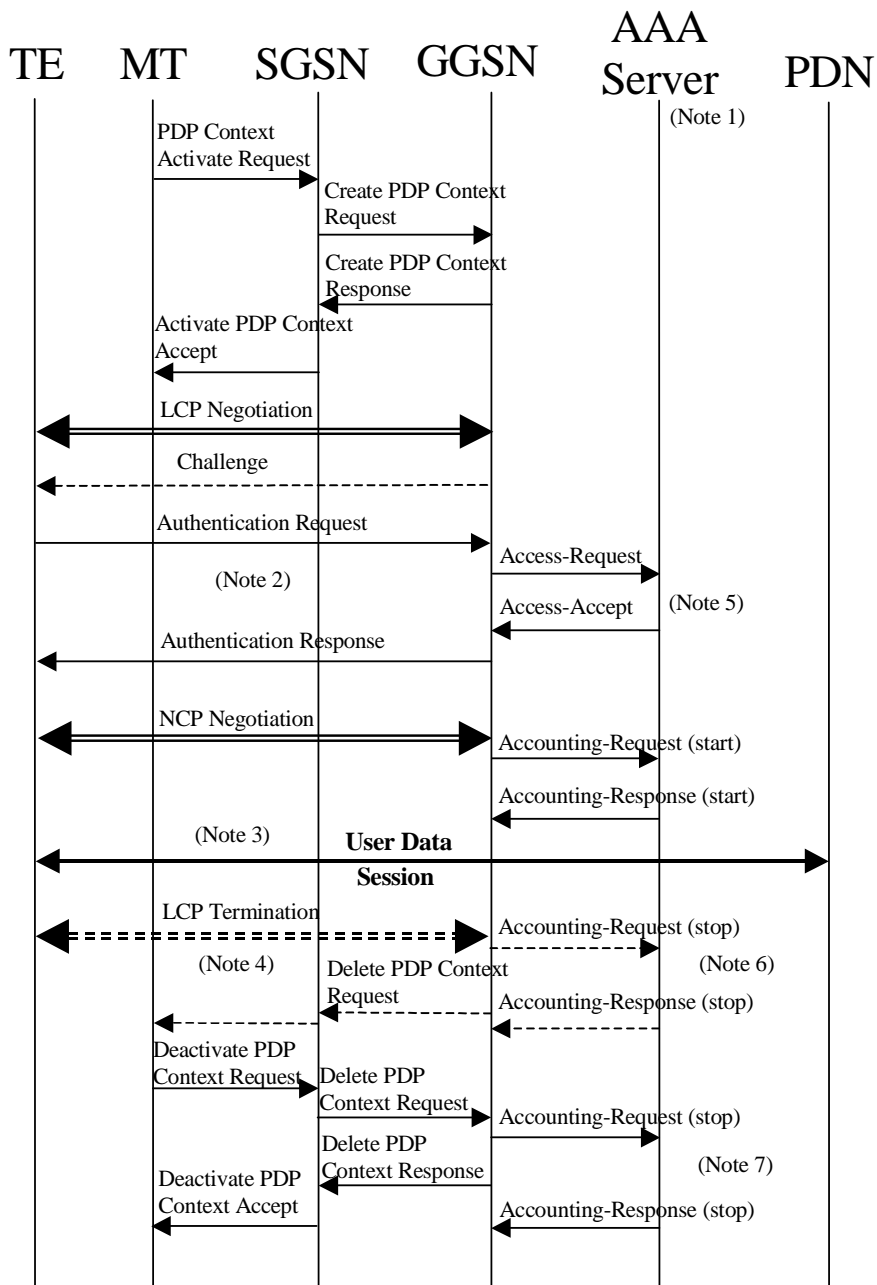 TE MT SGSN GGSN AAA Server PDN
(Note 1)
PDP Context
Activate Request
Create PDP Context
Request
Create PDP Context
Response
Activate PDP Context
Accept
LCP Negotiation
Challenge
Authentication Request
Access-Request
(Note 2)
Access-Accept
(Note 5)
Authentication Response
NCP Negotiation
Accounting-Request (start)
Accounting-Response (start)
(Note 3)
User Data
Session
LCP Termination
Accounting-Request (stop)
(Note 4)
Delete PDP Context
Request
(Note 6)
Accounting-Response (stop)
Deactivate PDP
Context Request
Delete PDP
Context Request
Accounting-Request (stop)
Delete PDP
Context Response
(Note 7)
Deactivate PDP
Context Accept
Accounting-Response (stop)